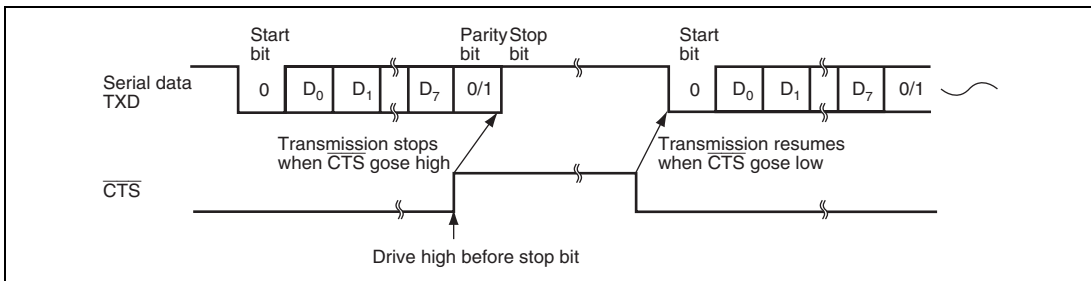 Start bit
Parity bit
Stop bit
Start bit
Serial data TXD
0 D0 D1 D7 0/1
0 D0 D1 D7 0/1
Transmission stops when CTS gose high
Transmission resumes when CTS gose low
CTS
Drive high before stop bit